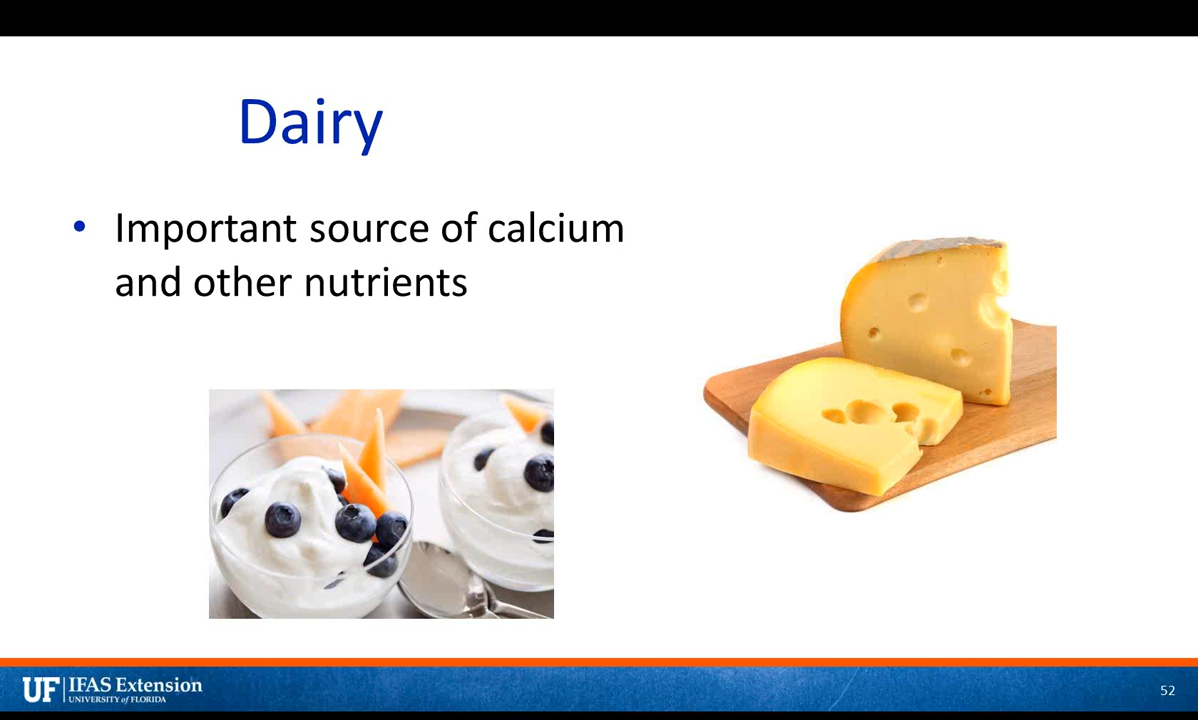 Dairy
• Important source of calcium
and other nutrients
UF IFAS Extension
UNIVERSITY of FLORIDA
52